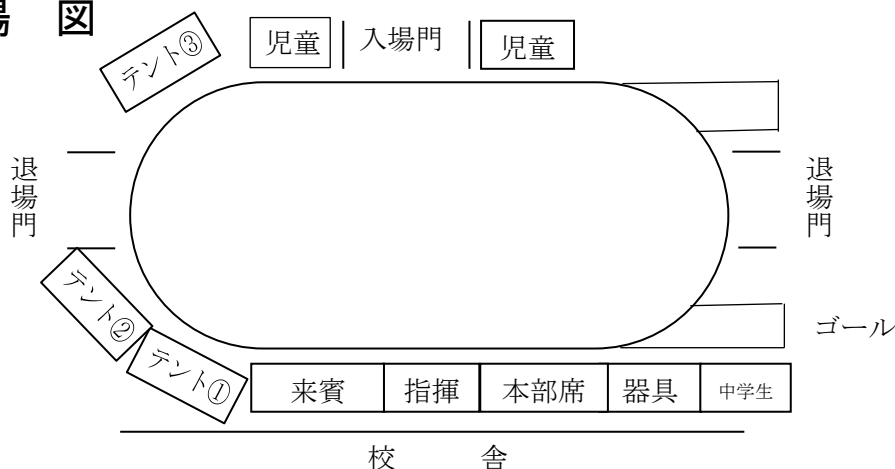 場 図
テント③
児童
入場門
児童
退場門
退場門
テント②
ゴール
テント①
来賓
指揮
本部席
器具
中学生
校 舎